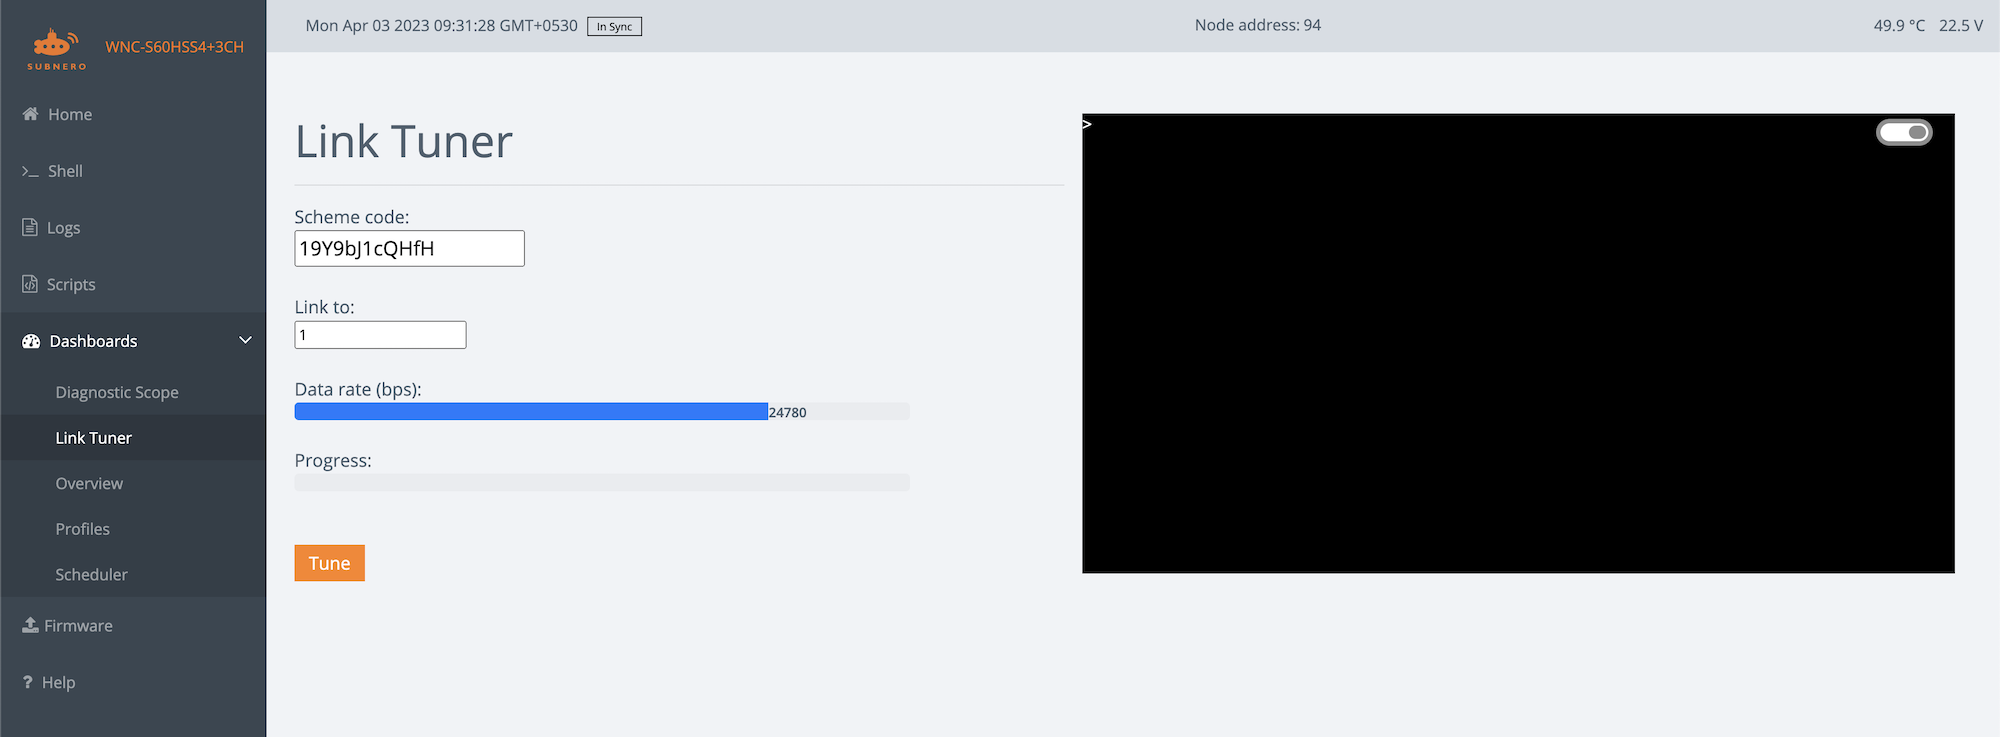 Mon Apr 03 2023 09:31:28 GMT+0530 In Sync Node address: 94 49.9 °C 22.5 V
SUBNERO
WNC-S60HSS4+3CH
Home
>_ Shell
Logs
Scripts
Dashboards
Diagnostic Scope
Link Tuner
Overview
Profiles
Scheduler
Firmware
? Help
Link Tuner
Scheme code:
19Y9bJ1cQHfH
Link to:
1
Data rate (bps):
24780
Progress:
Tune
>